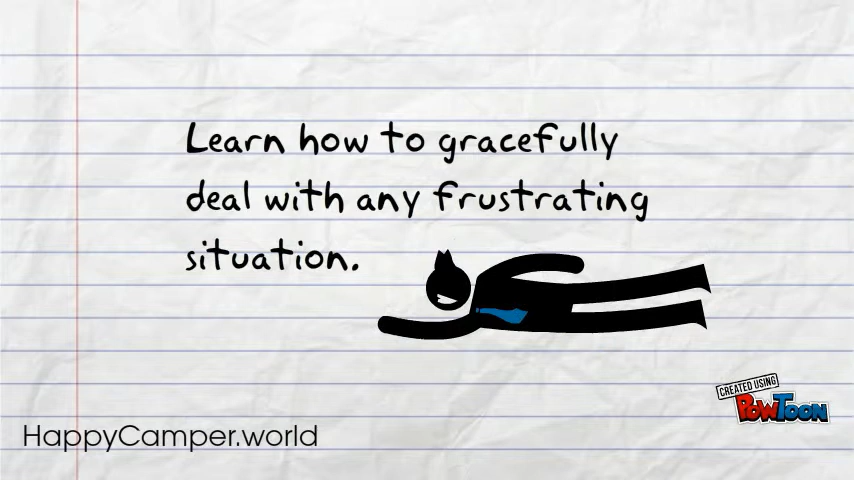 Learn how to gracefully
deal with any frustrating
situation.
CREATED USING
POWTOON
HappyCamper.world